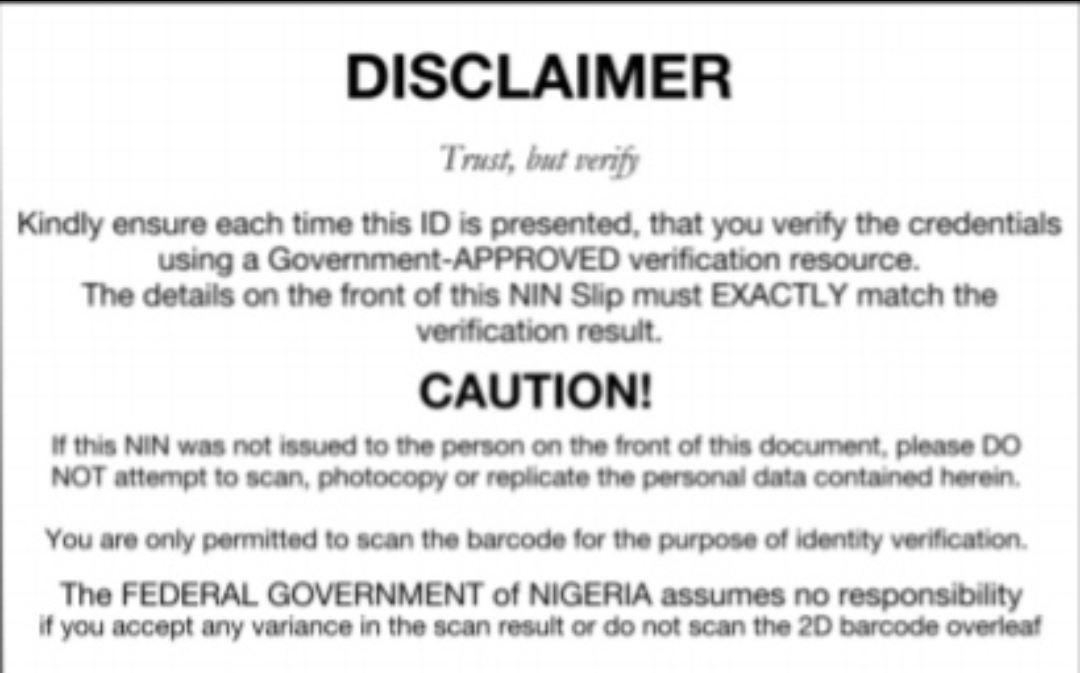 DISCLAIMER
Trust, but verify
Kindly ensure each time this ID is presented, that you verify the credentials
using a Government-APPROVED verification resource.
The details on the front of this NIN Slip must EXACTLY match the
verification result.
CAUTION!
If this NIN was not issued to the person on the front of this document, please DO
NOT attempt to scan, photocopy or replicate the personal data contained herein.
You are only permitted to scan the barcode for the purpose of identity verification.
The FEDERAL GOVERNMENT of NIGERIA assumes no responsibility
if you accept any variance in the scan result or do not scan the 2D barcode overleaf